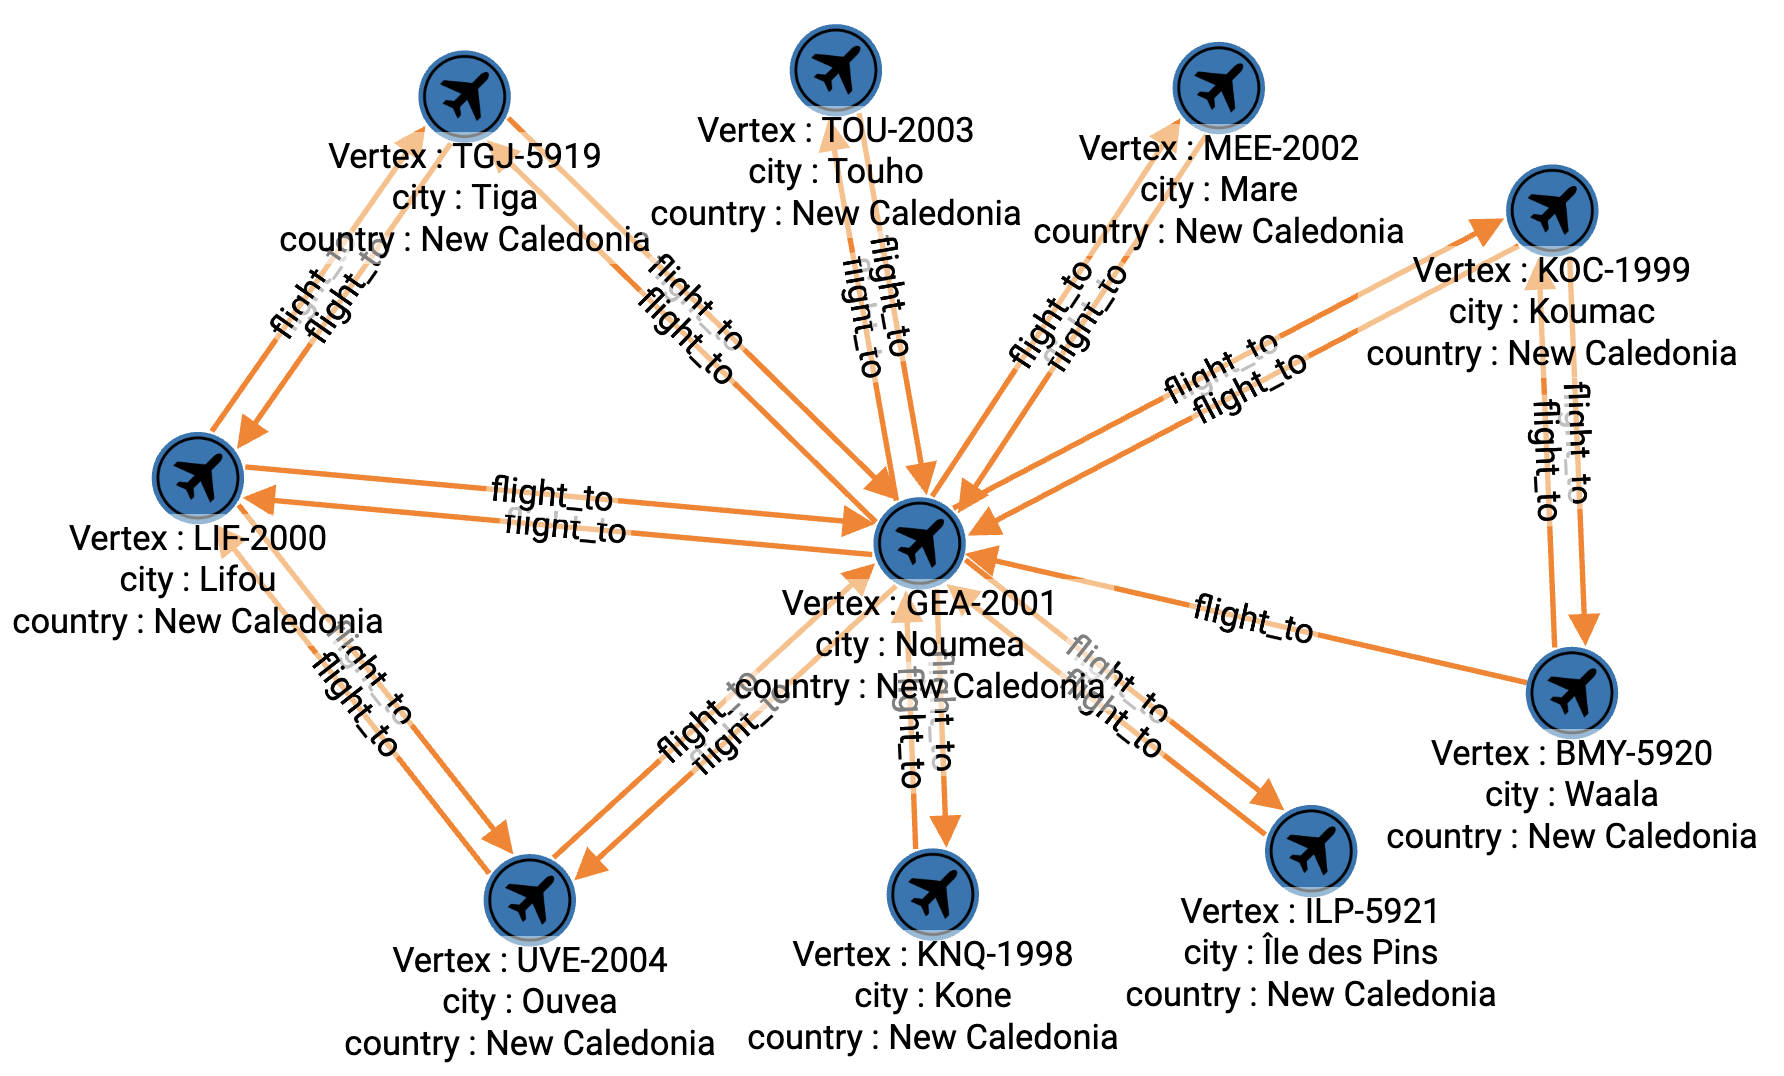 Vertex : TGJ-5919
city : Tiga
country : New Caledonia
Vertex : TOU-2003
city : Touho
country : New Caledonia
Vertex : MEE-2002
city : Mare
country : New Caledonia
Vertex : KOC-1999
city : Koumac
country : New Caledonia
flight_to
flight_to
flight_to
flight_to
flight_to
flight_to
flight_to
flight_to
flight_to
flight_to
flight_to
flight_to
flight_to
flight_to
Vertex : LIF-2000
city : Lifou
country : New Caledonia
Vertex : GEA-2001
city : Noumea
country : New Caledonia
flight_to
flight_to
flight_to
flight_to
flight_to
flight_to
flight_to
flight_to
flight_to
Vertex : BMY-5920
city : Waala
country : New Caledonia
Vertex : UVE-2004
city : Ouvea
country : New Caledonia
Vertex : KNQ-1998
city : Kone
country : New Caledonia
Vertex : ILP-5921
city : Île des Pins
country : New Caledonia